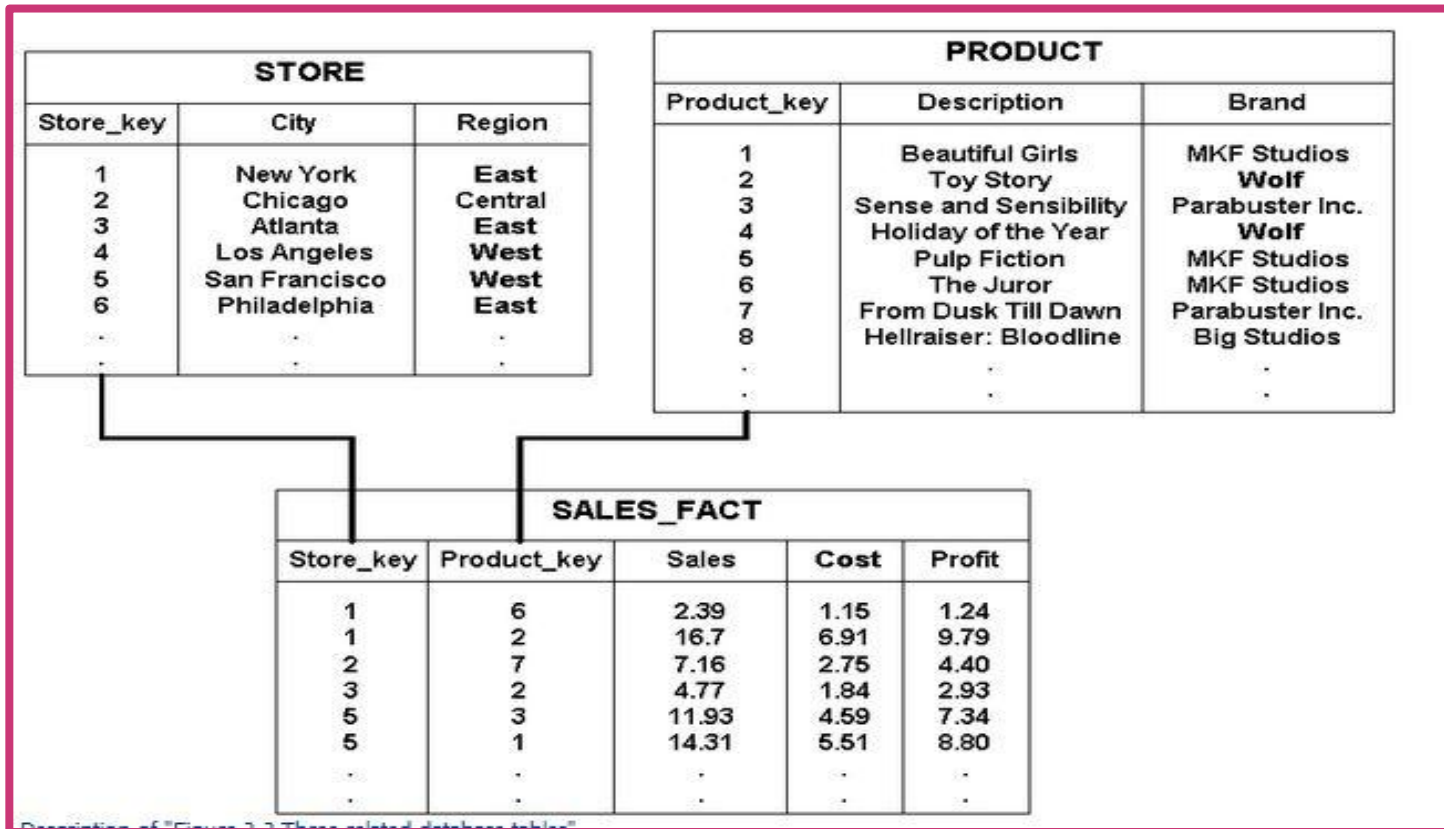 STORE
Store_key City Region
1 New York East
2 Chicago Central
3 Atlanta East
4 Los Angeles West
5 San Francisco West
6 Philadelphia East
. . .
. . .
PRODUCT
Product_key Description Brand
1 Beautiful Girls MKF Studios
2 Toy Story Wolf
3 Sense and Sensibility Parabuster Inc.
4 Holiday of the Year Wolf
5 Pulp Fiction MKF Studios
6 The Juror MKF Studios
7 From Dusk Till Dawn Parabuster Inc.
8 Hellraiser: Bloodline Big Studios
. . .
. . .
SALES_FACT
Store_key Product_key Sales Cost Profit
1 6 2.39 1.15 1.24
1 2 16.7 6.91 9.79
2 7 7.16 2.75 4.40
3 2 4.77 1.84 2.93
5 3 11.93 4.59 7.34
5 1 14.31 5.51 8.80
. . . . .
. . . . .